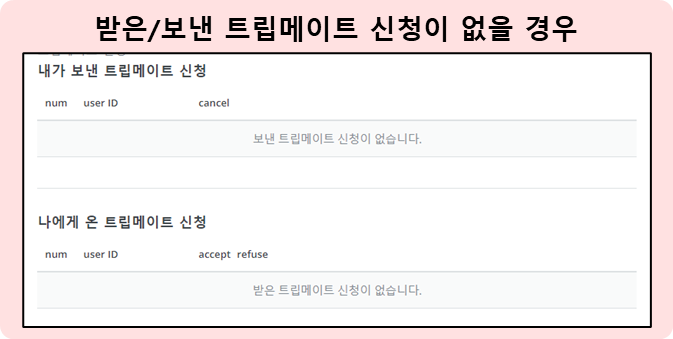 받은/보낸 트립메이트 신청이 없을 경우
내가 보낸 트립메이트 신청
num user ID cancel
보낸 트립메이트 신청이 없습니다.
나에게 온 트립메이트 신청
num user ID accept refuse
받은 트립메이트 신청이 없습니다.